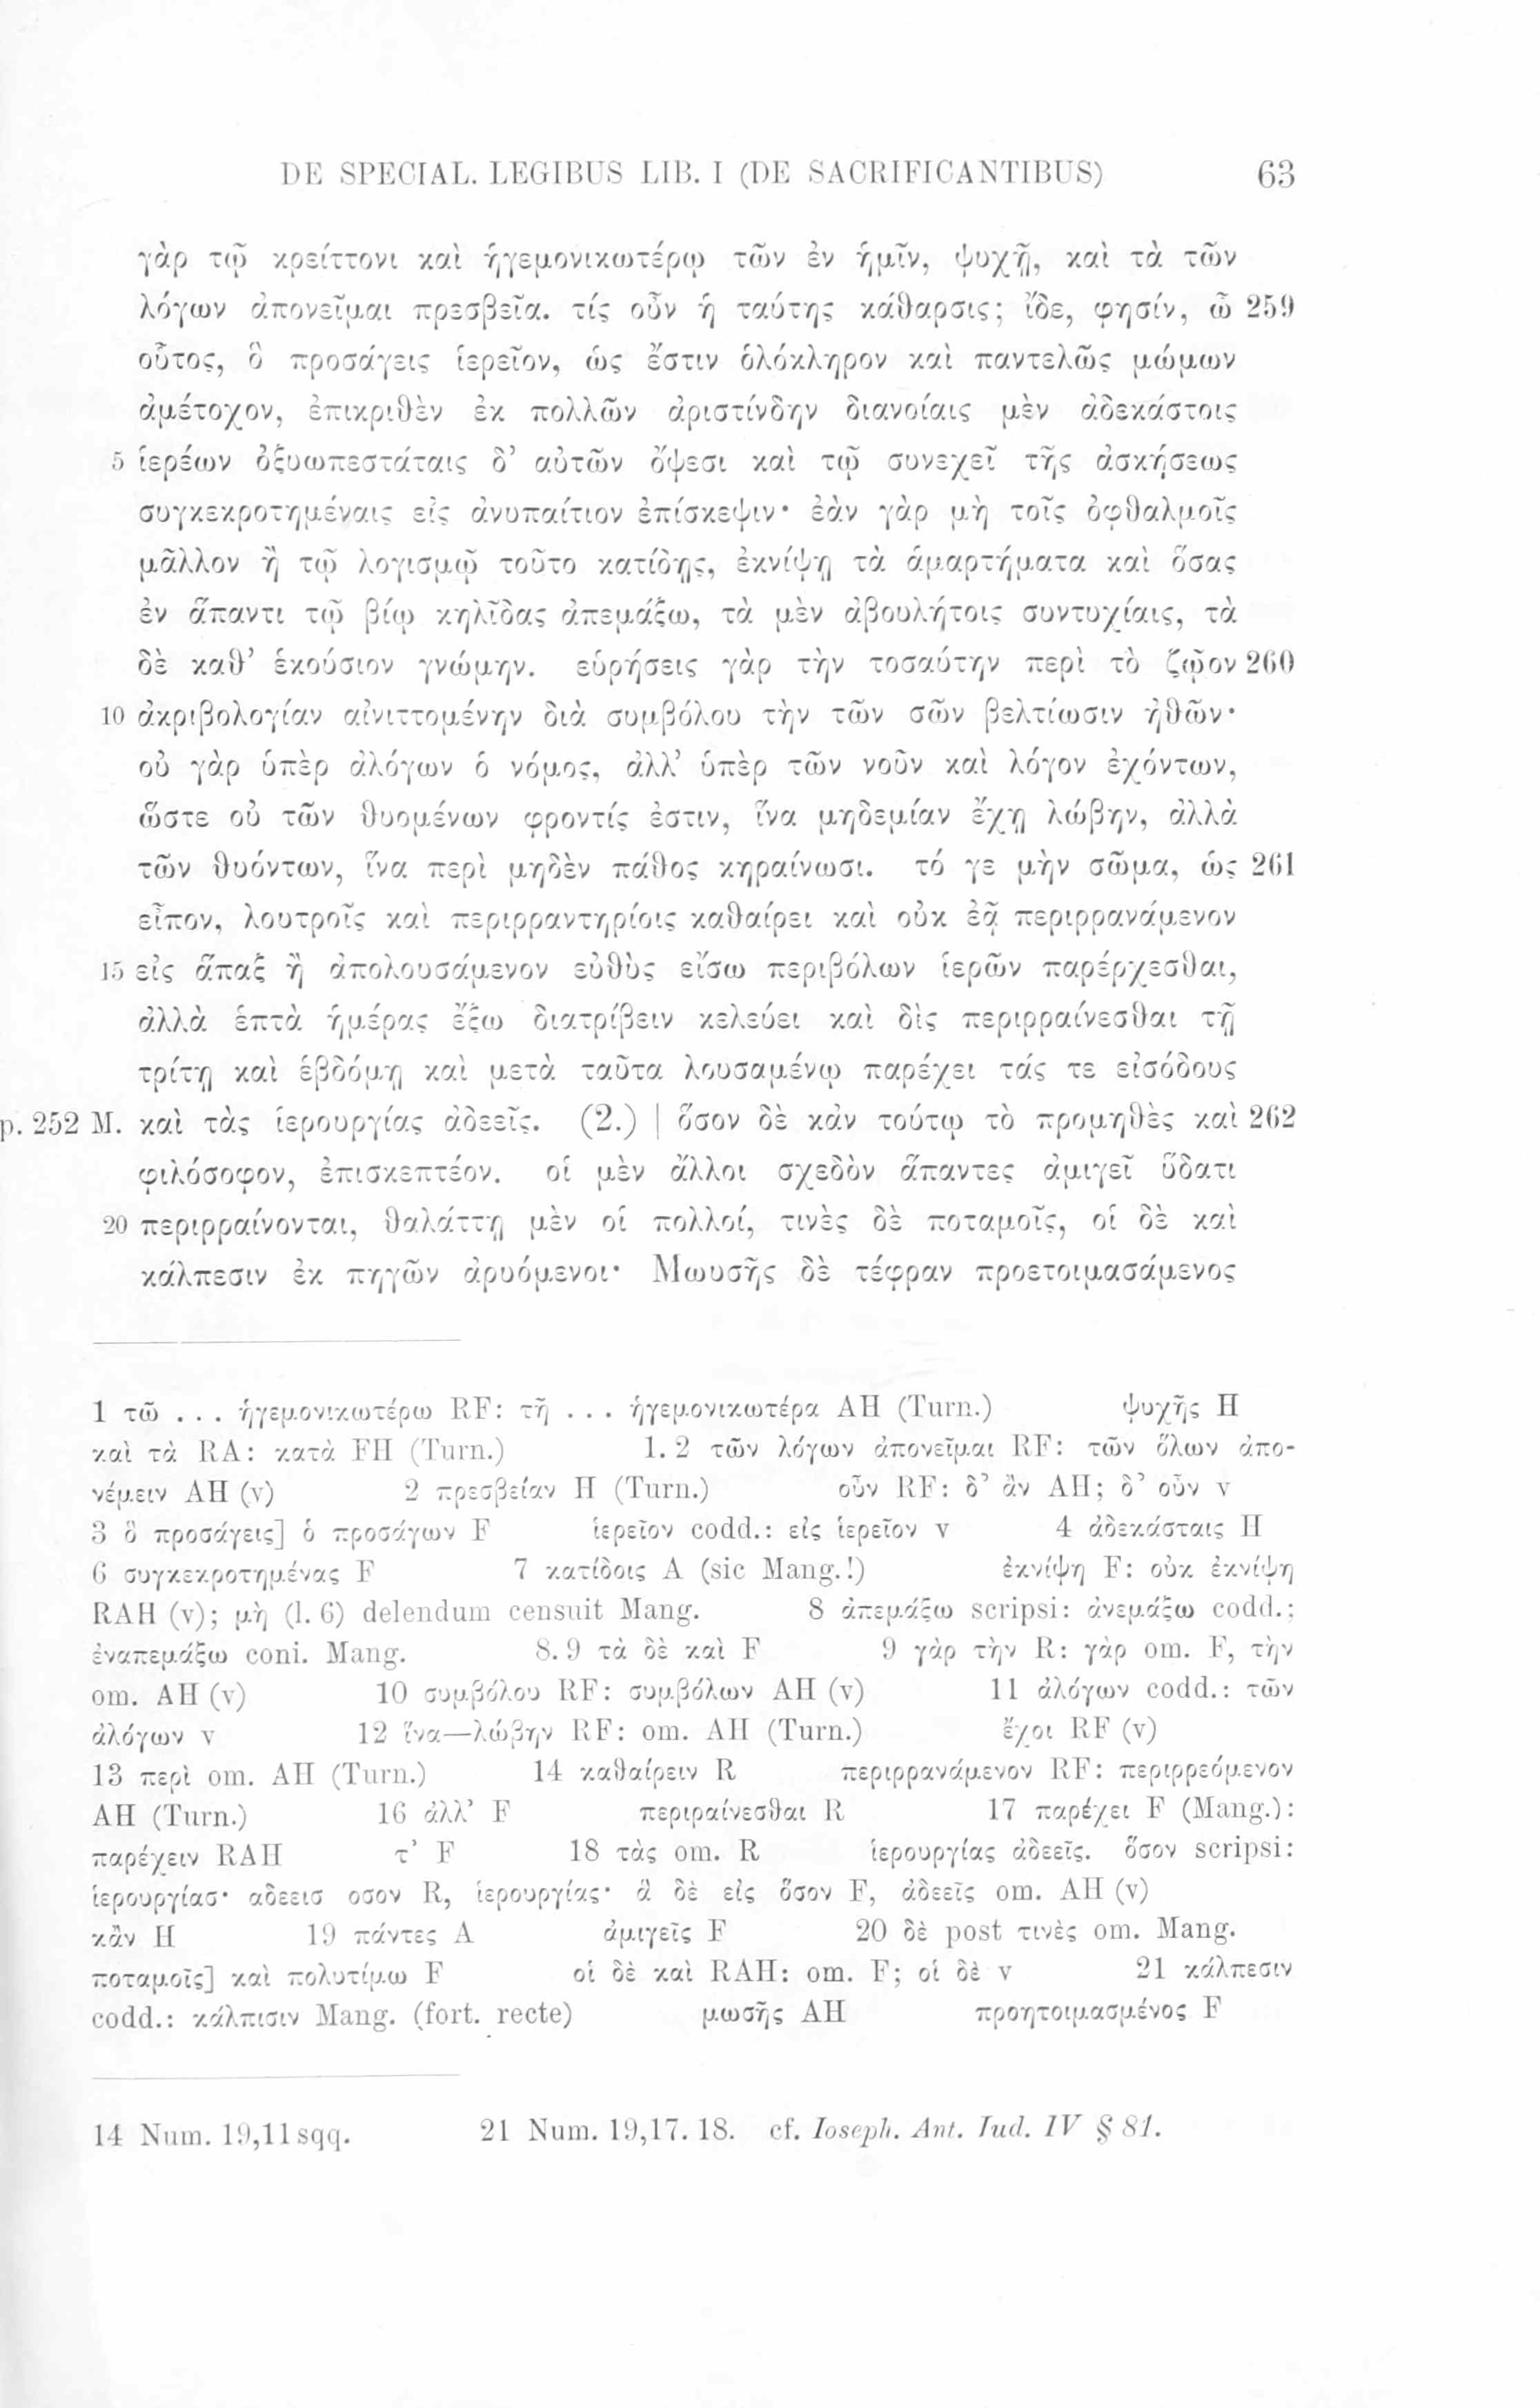 DE SPECIAL. LEGIBUS LIB. I (DE SACRIFICANTIBUS) 63
γὰρ τῷ κρείττονι καὶ ἡγεμονικωτέρῳ τῶν ἐν ἡμῖν, ψυχῇ, καὶ τὰ τῶν
λόγων ἀπονεῖμαι πρεσβεῖα. τίς οὖν ἡ ταύτης κάθαρσις; ἴδε, φησίν, ὦ 259
οὗτος, ὃ προσάγεις ἱερεῖον, ὡς ἔστιν ὁλόκληρον καὶ παντελῶς μώμων
ἀμέτοχον, ἐπικριθὲν ἐκ πολλῶν ἀριστίνδην διανοίαις μὲν ἀδεκάστοις
5 ἱερέων ὀξυωπεστάταις δ’ αὐτῶν ὄψεσι καὶ τῷ συνεχεῖ τῆς ἀσκήσεως
συγκεκροτημέναις εἰς ἀνυπαίτιον ἐπίσκεψιν· ἐὰν γὰρ μὴ τοῖς ὀφθαλμοῖς
μᾶλλον ἢ τῷ λογισμῷ τοῦτο κατίδῃς, ἐκνίψῃ τὰ ἁμαρτήματα καὶ ὅσας
ἐν ἅπαντι τῷ βίῳ κηλῖδας ἀπεμάξω, τὰ μὲν ἀβουλήτοις συντυχίαις, τὰ
δὲ καθ’ ἑκούσιον γνώμην. εὑρήσεις γὰρ τὴν τοσαύτην περὶ τὸ ζῷον 260
10 ἀκριβολογίαν αἰνιττομένην διὰ συμβόλου τὴν τῶν σῶν βελτίωσιν ἠθῶν·
οὐ γὰρ ὑπὲρ ἀλόγων ὁ νόμος, ἀλλ’ ὑπὲρ τῶν νοῦν καὶ λόγον ἐχόντων,
ὥστε οὐ τῶν θυομένων φροντίς ἐστιν, ἵνα μηδεμίαν ἔχῃ λώβην, ἀλλὰ
τῶν θυόντων, ἵνα περὶ μηδὲν πάθος κηραίνωσι. τό γε μὴν σῶμα, ὡς 261
εἶπον, λουτροῖς καὶ περιρραντηρίοις καθαίρει καὶ οὐκ ἐᾷ περιρρανάμενον
15 εἰς ἅπαξ ἢ ἀπολουσάμενον εὐθὺς εἴσω περιβόλων ἱερῶν παρέρχεσθαι,
ἀλλὰ ἑπτὰ ἡμέρας ἔξω διατρίβειν κελεύει καὶ δὶς περιρραίνεσθαι τῇ
τρίτῃ καὶ ἑβδόμῃ καὶ μετὰ ταῦτα λουσαμένῳ παρέχει τάς τε εἰσόδους
p. 252 M. καὶ τὰς ἱερουργίας ἀδεεῖς. (2.) | ὅσον δὲ κἀν τούτῳ τὸ προμηθὲς καὶ 262
φιλόσοφον, ἐπισκεπτέον. οἱ μὲν ἄλλοι σχεδὸν ἅπαντες ἀμιγεῖ ὕδατι
20 περιρραίνονται, θαλάττῃ μὲν οἱ πολλοί, τινὲς δὲ ποταμοῖς, οἱ δὲ καὶ
κάλπεσιν ἐκ πηγῶν ἀρυόμενοι· Μωυσῆς δὲ τέφραν προετοιμασάμενος
1 τῶ . . . ἡγεμονικωτέρω RF: τῆ . . . ἡγεμονικωτέρα AH (Turn.) ψυχῆς H
καὶ τὰ RA: κατὰ FH (Turn.) 1. 2 τῶν λόγων ἀπονεῖμαι RF: τῶν ὅλων ἀπο-
νέμειν AH (v) 2 πρεσβείαν H (Turn.) οὖν RF: δ’ ἂν AH; δ’ οὖν v
3 ὃ προσάγεις] ὁ προσάγων F ἱερεῖον codd.: εἰς ἱερεῖον v 4 ἀδεκάσταις H
6 συγκεκροτημένας F 7 κατίδοις A (sic Mang.!) ἐκνίψη F: οὐκ ἐκνίψη
RAH (v); μὴ (l. 6) delendum censuit Mang. 8 ἀπεμάξω scripsi: ἀνεμάξω codd.;
ἐναπεμάξω coni. Mang. 8. 9 τὰ δὲ καὶ F 9 γὰρ τὴν R: γὰρ om. F, τὴν
om. AH (v) 10 συμβόλου RF: συμβόλων AH (v) 11 ἀλόγων codd.: τῶν
ἀλόγων v 12 ἵνα—λώβην RF: om. AH (Turn.) ἔχοι RF (v)
13 περὶ om. AH (Turn.) 14 καθαίρειν R περιρρανάμενον RF: περιρρεόμενον
AH (Turn.) 16 ἀλλ’ F περιραίνεσθαι R 17 παρέχει F (Mang.):
παρέχειν RAH τ’ F 18 τὰς om. R ἱερουργίας ἀδεεῖς. ὅσον scripsi:
ἱερουργίασ· αδεεισ οσον R, ἱερουργίας· ἃ δὲ εἰς ὅσον F, ἀδεεῖς om. AH (v)
κἂν H 19 πάντες A ἀμιγεῖς F 20 δὲ post τινὲς om. Mang.
ποταμοῖς] καὶ πολυτίμω F οἱ δὲ καὶ RAH: om. F; οἱ δὲ v 21 κάλπεσιν
codd.: κάλπισιν Mang. (fort. recte) μωσῆς AH προητοιμασμένος F
14 Num. 19,11 sqq. 21 Num. 19,17. 18. cf. Ioseph. Ant. Iud. IV § 81.